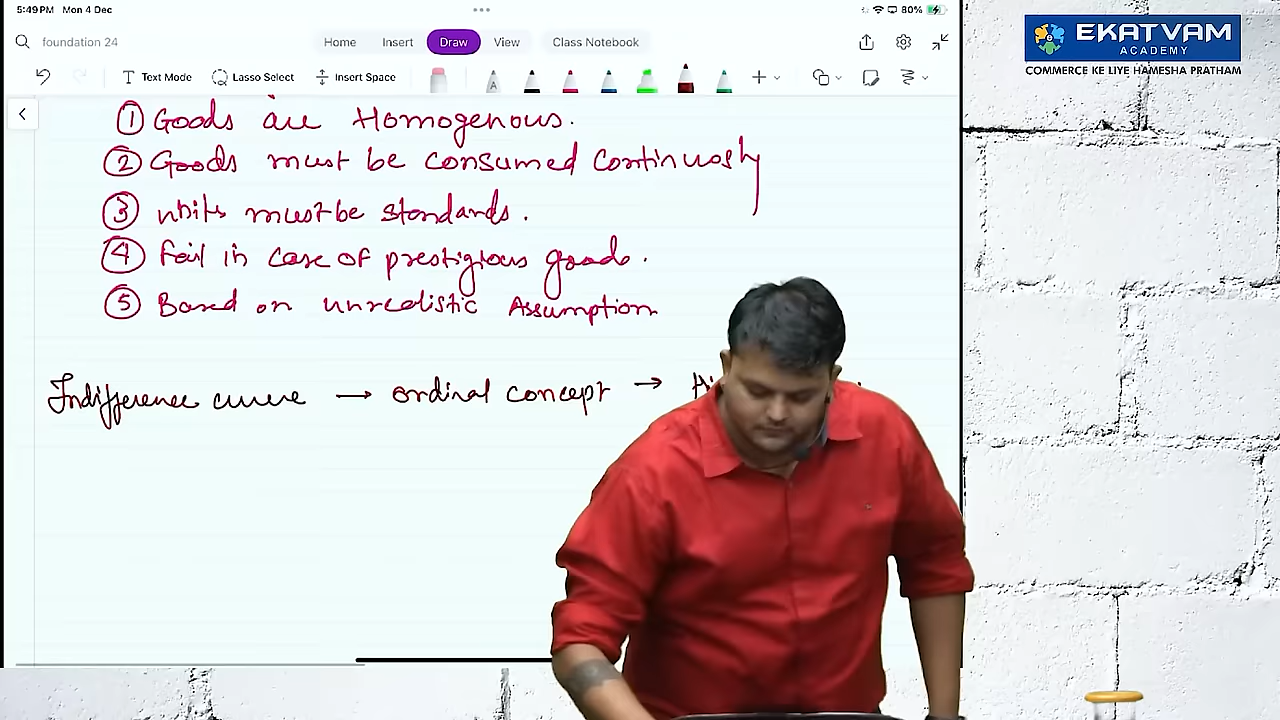 5:49 PM Mon 4 Dec
80%
foundation 24
Home Insert Draw View Class Notebook
Text Mode Lasso Select Insert Space
① Goods are Homogenous.
② Goods must be consumed continuosly
③ units must be standards.
④ Fail in case of prestigious goods.
⑤ Based on unrealistic Assumption
Indifference curve → ordinal concept →
EKATVAM
ACADEMY
COMMERCE KE LIYE HAMESHA PRATHAM